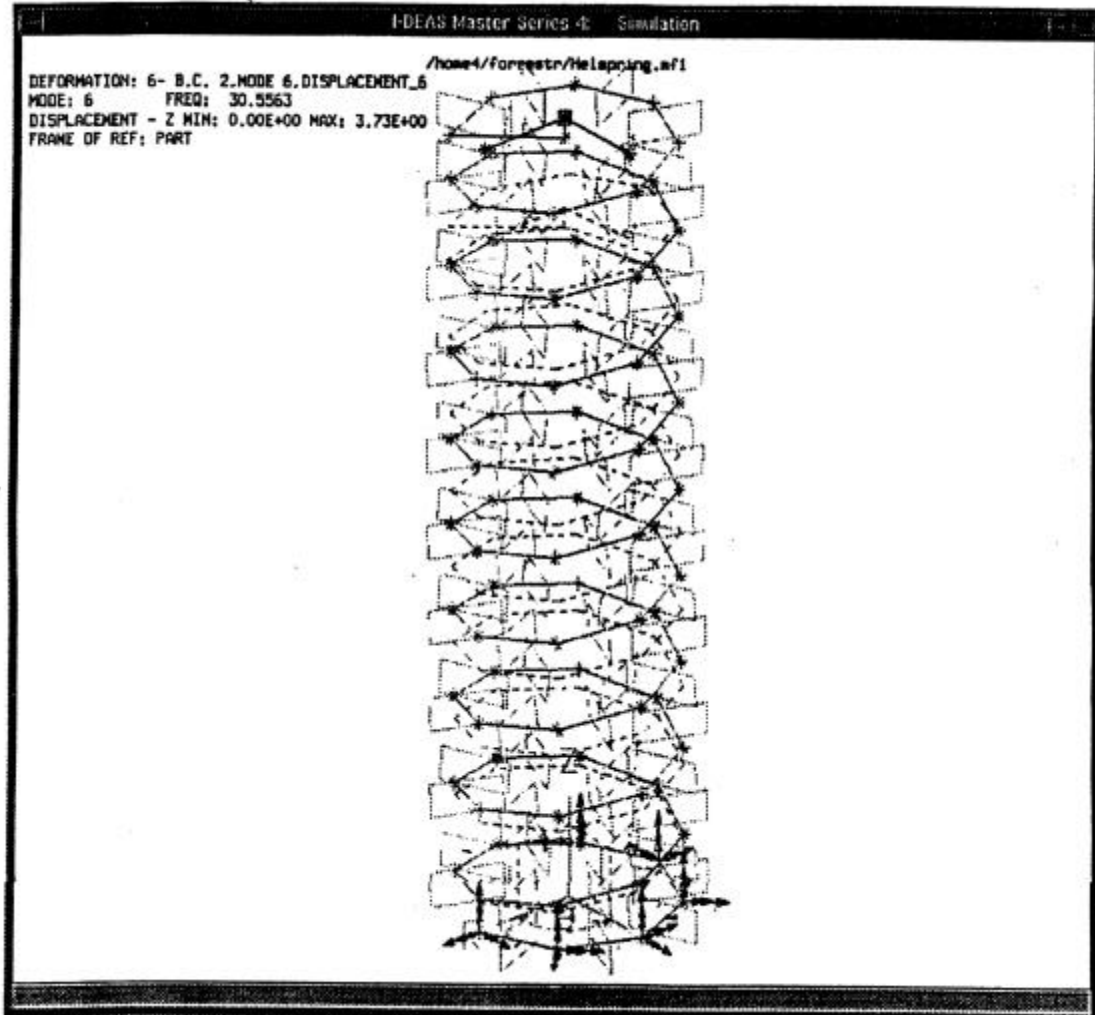 I-DEAS Master Series 4: Simulation
/home4/forrestr/Helspring.mf1
DEFORMATION: 6- B.C. 2,MODE 6,DISPLACEMENT_6
MODE: 6 FREQ: 30.5563
DISPLACEMENT - Z MIN: 0.00E+00 MAX: 3.73E+00
FRAME OF REF: PART
Z